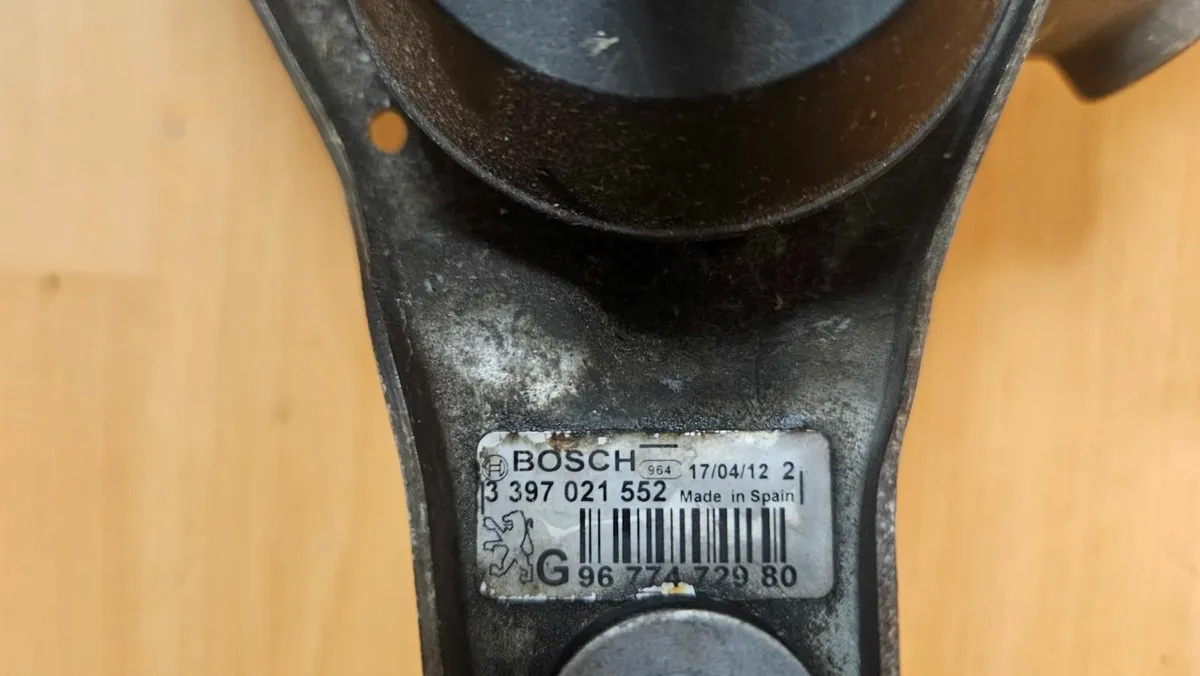 BOSCH 964 17/04/12 2
3 397 021 552 Made in Spain
G 96 774 729 80